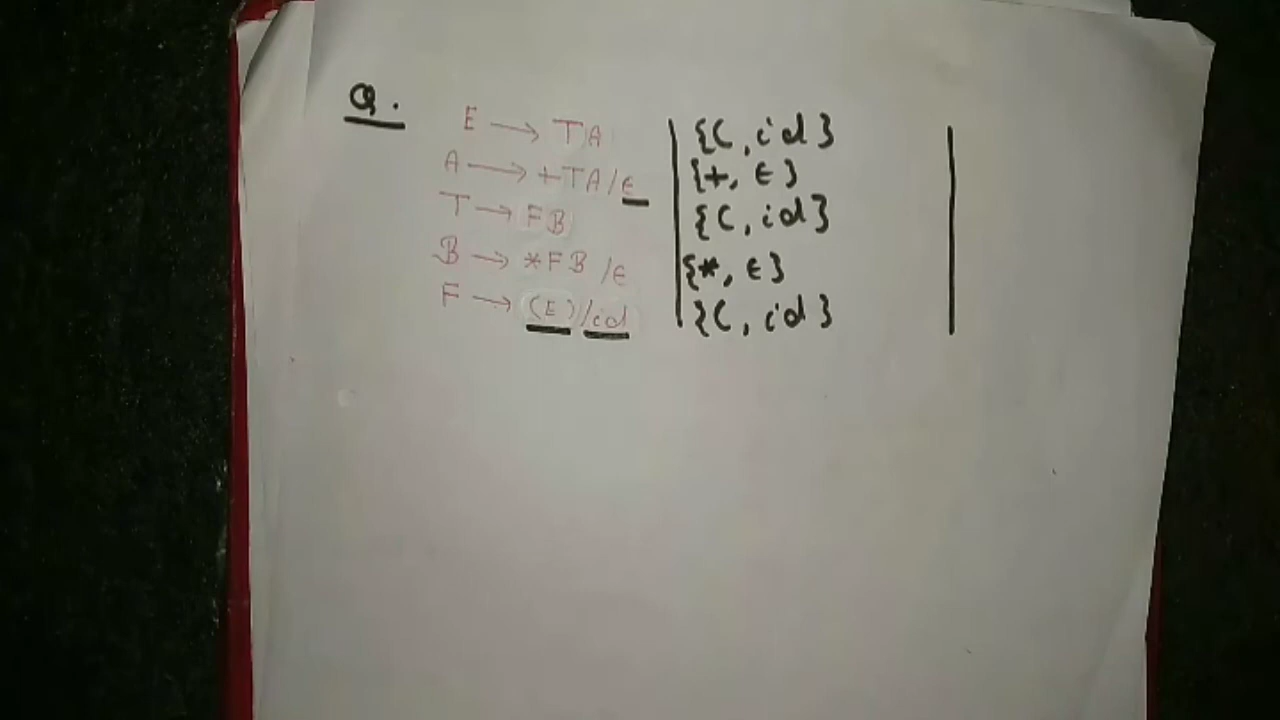 Q.
E → TA {(, id}
A → +TA/ϵ {+, ϵ}
T → FB {(, id}
B → *FB/ϵ {*, ϵ}
F → (E)/id {(, id}